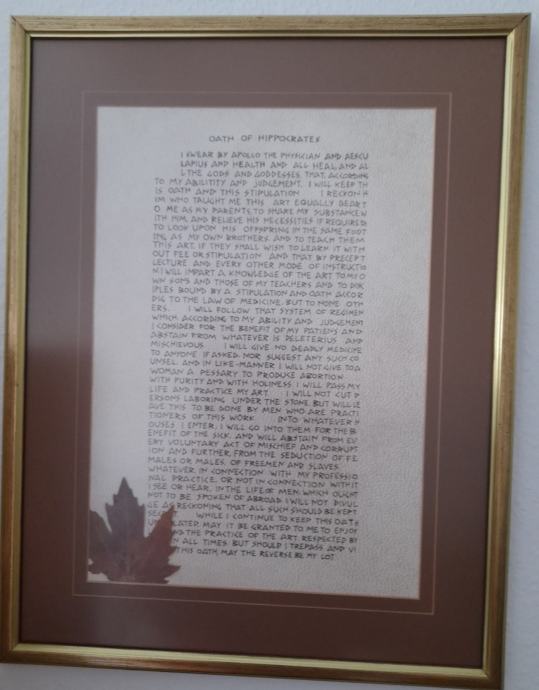 OATH OF HIPPOCRATES
I SWEAR BY APOLLO THE PHYSICIAN AND AESCU
LAPIUS AND HEALTH AND ALL HEAL, AND AL
L THE GODS AND GODDESSES, THAT, ACCORDING
TO MY ABILITITY AND JUDGEMENT, I WILL KEEP TH
IS OATH AND THIS STIPULATION I RECKON H
IM WHO TAUGHT ME THIS ART EQUALLY DEAR T
O ME AS MY PARENTS, TO SHARE MY SUBSTANCE W
ITH HIM, AND RELIEVE HIS NECESSITIES IF REQUIRED
TO LOOK UPON HIS OFFSPRING IN THE SAME FOOT
ING AS MY OWN BROTHERS, AND TO TEACH THEM
THIS ART, IF THEY SHALL WISH TO LEARN IT WITH
OUT FEE OR STIPULATION AND THAT BY PRECEPT
LECTURE AND EVERY OTHER MODE OF INSTRUCTIO
N I WILL IMPART A KNOWLEDGE OF THE ART TO MY O
WN SONS AND THOSE OF MY TEACHERS AND TO DISC
IPLES BOUND BY A STIPULATION AND OATH ACCOR
DIG TO THE LAW OF MEDICINE, BUT TO NONE OTH
ERS. I WILL FOLLOW THAT SYSTEM OF REGIMEN
WHICH, ACCORDING TO MY ABILITY AND JUDGEMENT
I CONSIDER FOR THE BENEFIT OF MY PATIENS AND
ABSTAIN FROM WHATEVER IS DELETERIUS AND
MISCHIEVOUS I WILL GIVE NO DEADLY MEDICINE
TO ANYONE IF ASKED, NOR SUGGEST ANY SUCH CO
UNSEL, AND IN LIKE-MANNER I WILL NOT GIVE TO A
WOMAN A PESSARY TO PRODUCE ABORTION
WITH PURITY AND WITH HOLINESS I WILL PASS MY
LIFE AND PRACTICE MY ART I WILL NOT CUT P
ERSONS LABORING UNDER THE STONE, BUT WILL LE
AVE THIS TO BE DONE BY MEN WHO ARE PRACTI
TIONERS OF THIS WORK INTO WHATEVER H
OUSES I ENTER, I WILL GO INTO THEM FOR THE B
ENEFIT OF THE SICK, AND WILL ABSTAIN FROM EV
ERY VOLUNTARY ACT OF MISCHIEF AND CORRUPT
ION AND FURTHER, FROM THE SEDUCTION OF FE
MALES OR MALES, OF FREEMEN AND SLAVES
WHATEVER, IN CONNECTION WITH MY PROFESSIO
NAL PRACTICE, OR NOT IN CONNECTION WITH IT
I SEE OR HEAR, IN THE LIFE OF MEN, WHICH OUGHT
NOT TO BE SPOKEN OF ABROAD I WILL NOT DIVUL
GE AS RECKONING THAT ALL SUCH SHOULD BE KEPT
SECRET WHILE I CONTINUE TO KEEP THIS OATH
LATED, MAY IT BE GRANTED TO ME TO ENJOY
AND THE PRACTICE OF THE ART, RESPECTED BY
IN ALL TIMES. BUT SHOULD I TREPASS AND VI
THIS OATH, MAY THE REVERSE BE MY LOT